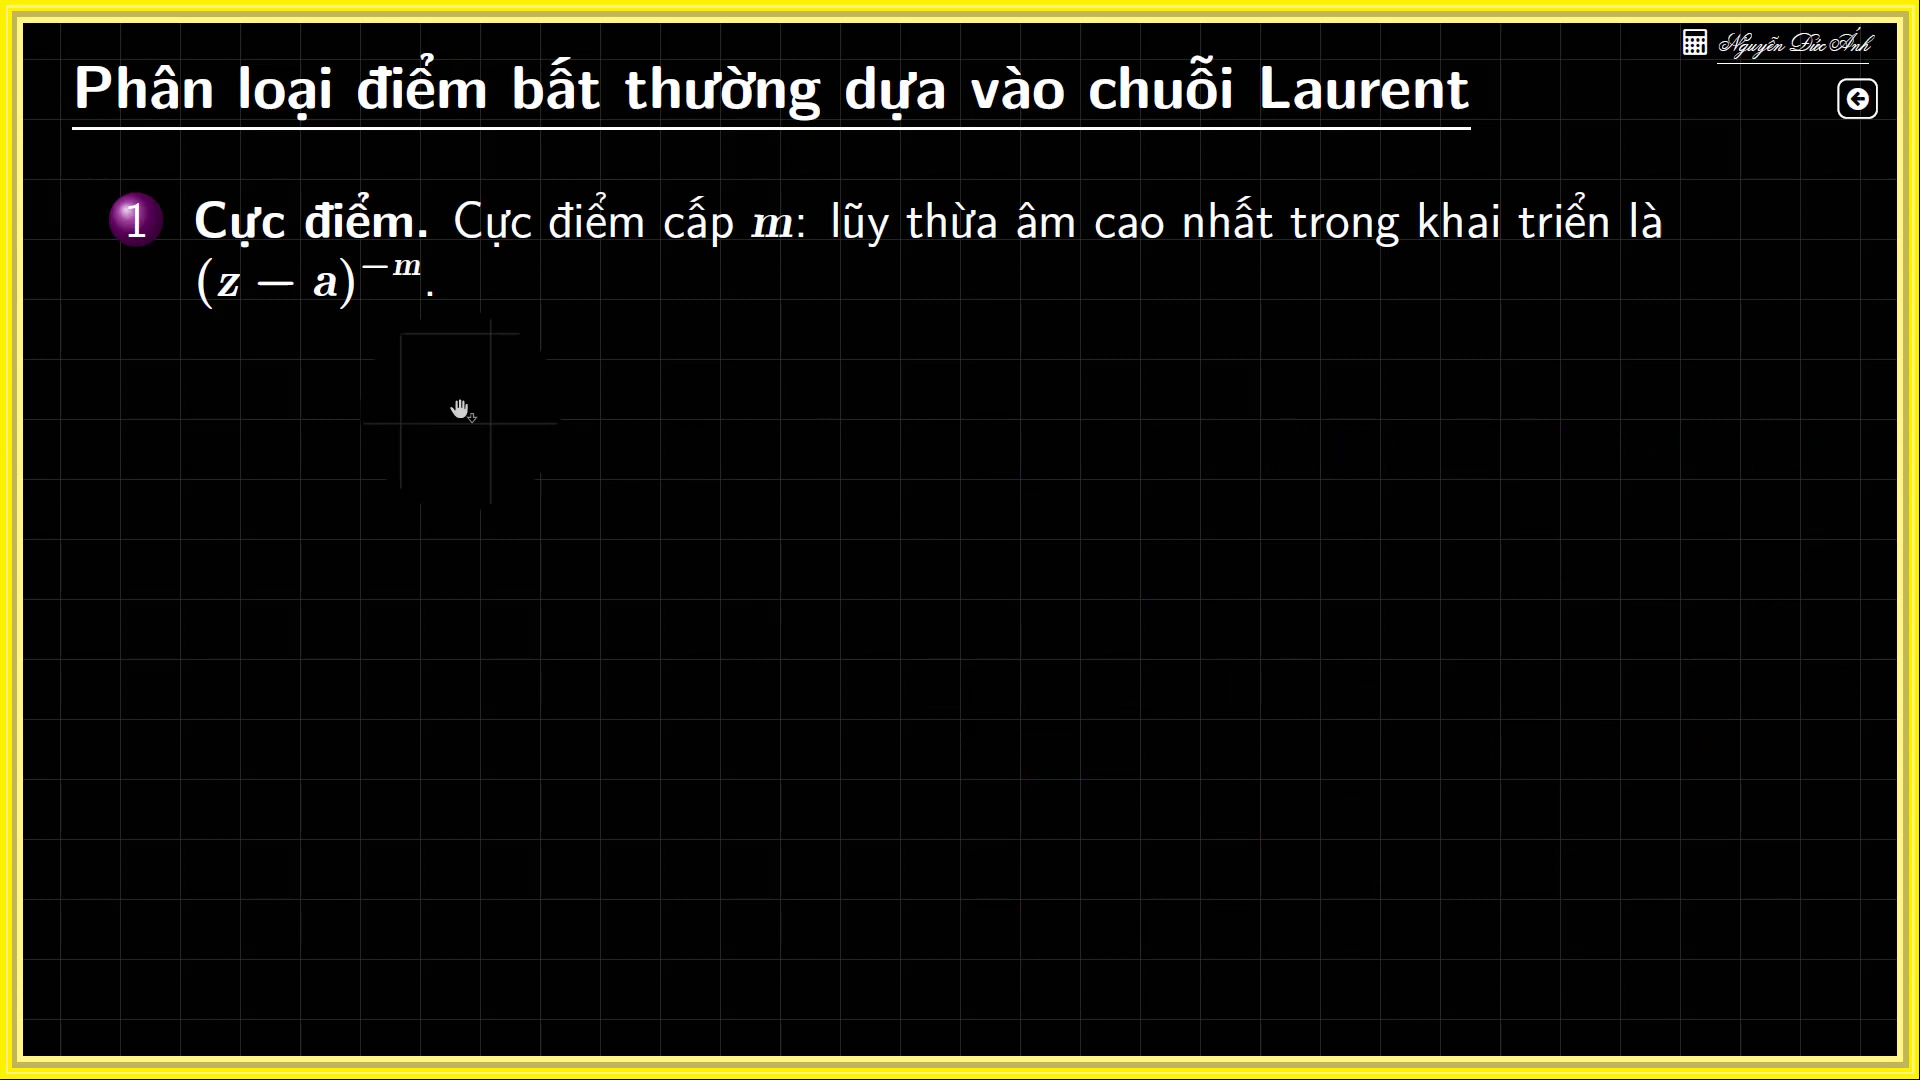 Nguyễn Đức Ánh
Phân loại điểm bất thường dựa vào chuỗi Laurent
1 Cực điểm. Cực điểm cấp m: lũy thừa âm cao nhất trong khai triển là
(z − a)^{−m}.